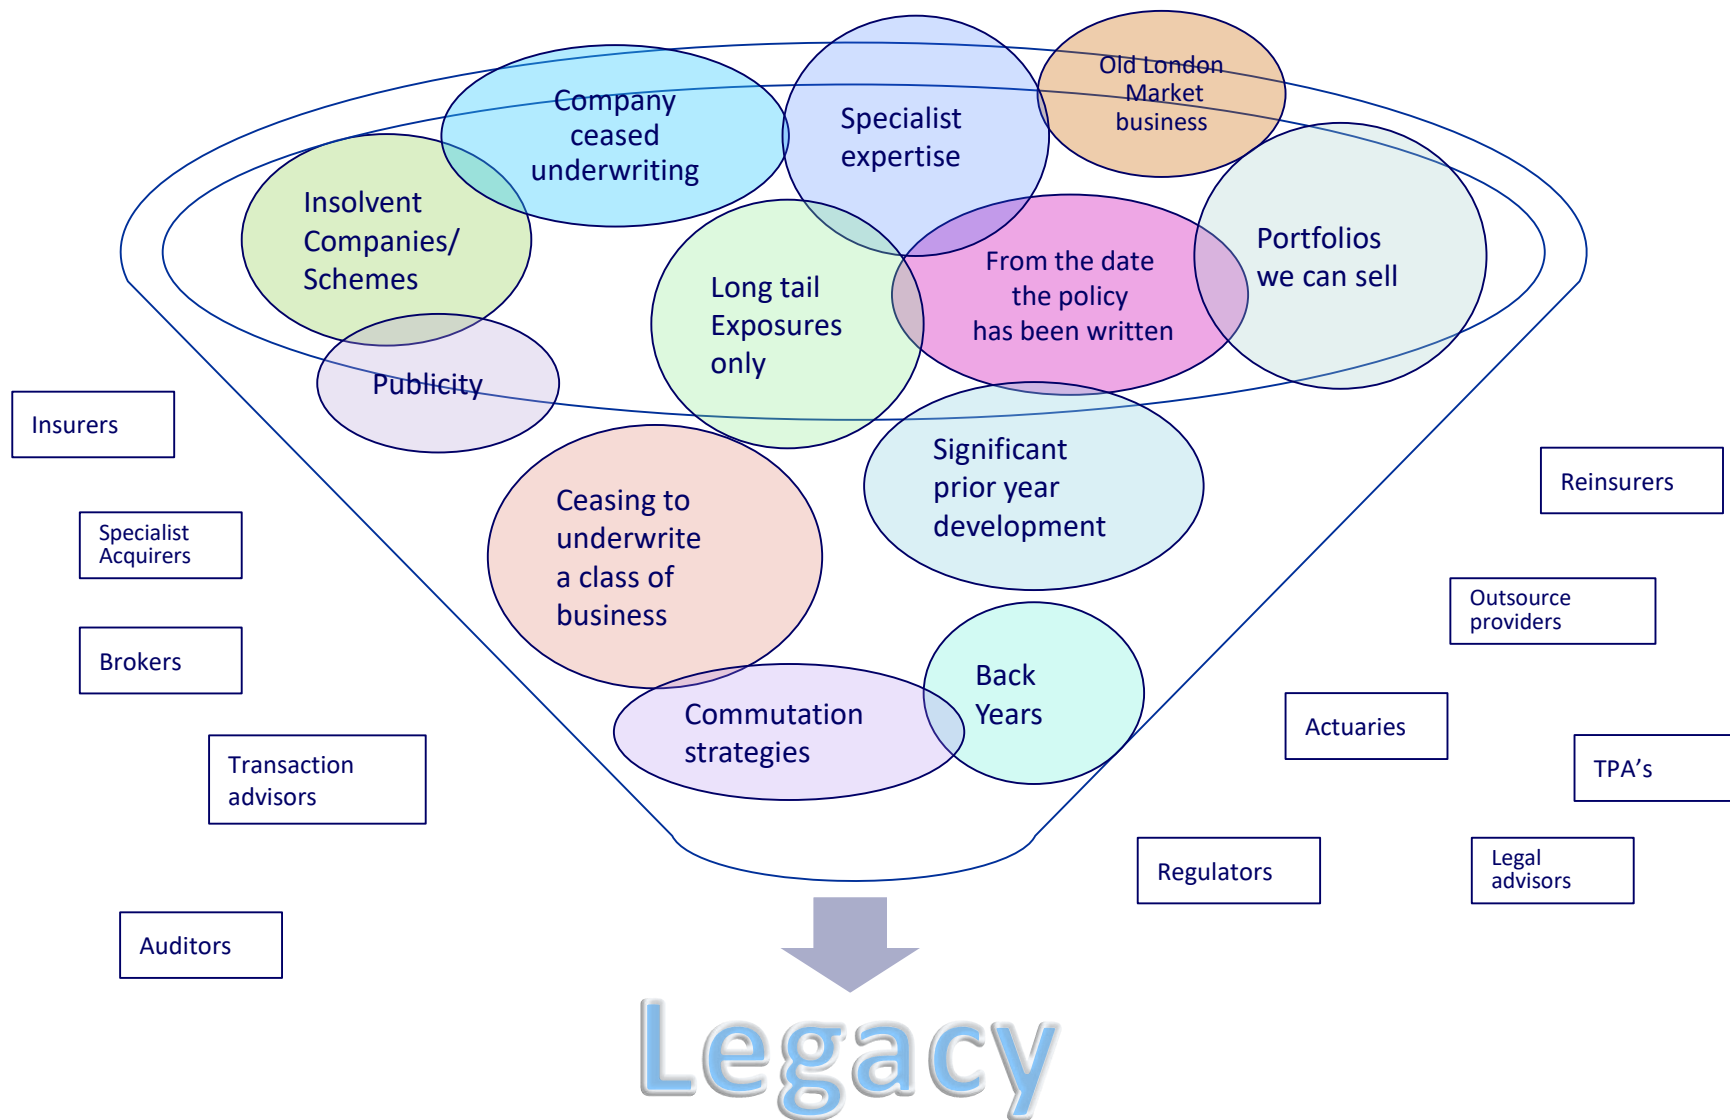 Old London
Market
business
Company
ceased
underwriting
Specialist
expertise
Insolvent
Companies/
Schemes
Portfolios
we can sell
From the date
the policy
has been written
Long tail
Exposures
only
Publicity
Insurers
Significant
prior year
development
Reinsurers
Ceasing to
underwrite
a class of
business
Specialist
Acquirers
Outsource
providers
Brokers
Back
Years
Commutation
strategies
Actuaries
Transaction
advisors
TPA’s
Regulators
Legal
advisors
Auditors
Legacy